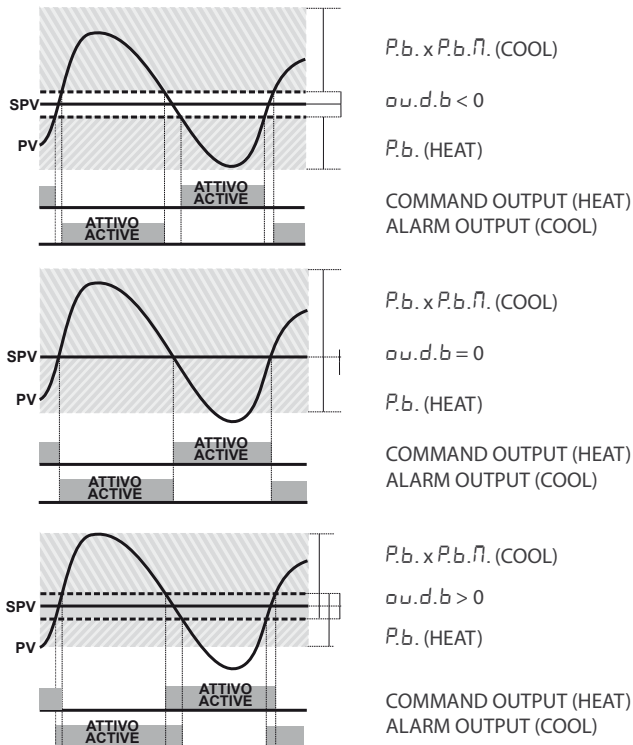 P.b. x P.b.M. (COOL)
SPV
ou.d.b < 0
PV
P.b. (HEAT)
ATTIVO
ACTIVE
COMMAND OUTPUT (HEAT)
ATTIVO
ACTIVE
ALARM OUTPUT (COOL)
P.b. x P.b.M. (COOL)
SPV
ou.d.b = 0
PV
P.b. (HEAT)
ATTIVO
ACTIVE
COMMAND OUTPUT (HEAT)
ATTIVO
ACTIVE
ALARM OUTPUT (COOL)
P.b. x P.b.M. (COOL)
SPV
ou.d.b > 0
PV
P.b. (HEAT)
ATTIVO
ACTIVE
COMMAND OUTPUT (HEAT)
ATTIVO
ACTIVE
ALARM OUTPUT (COOL)